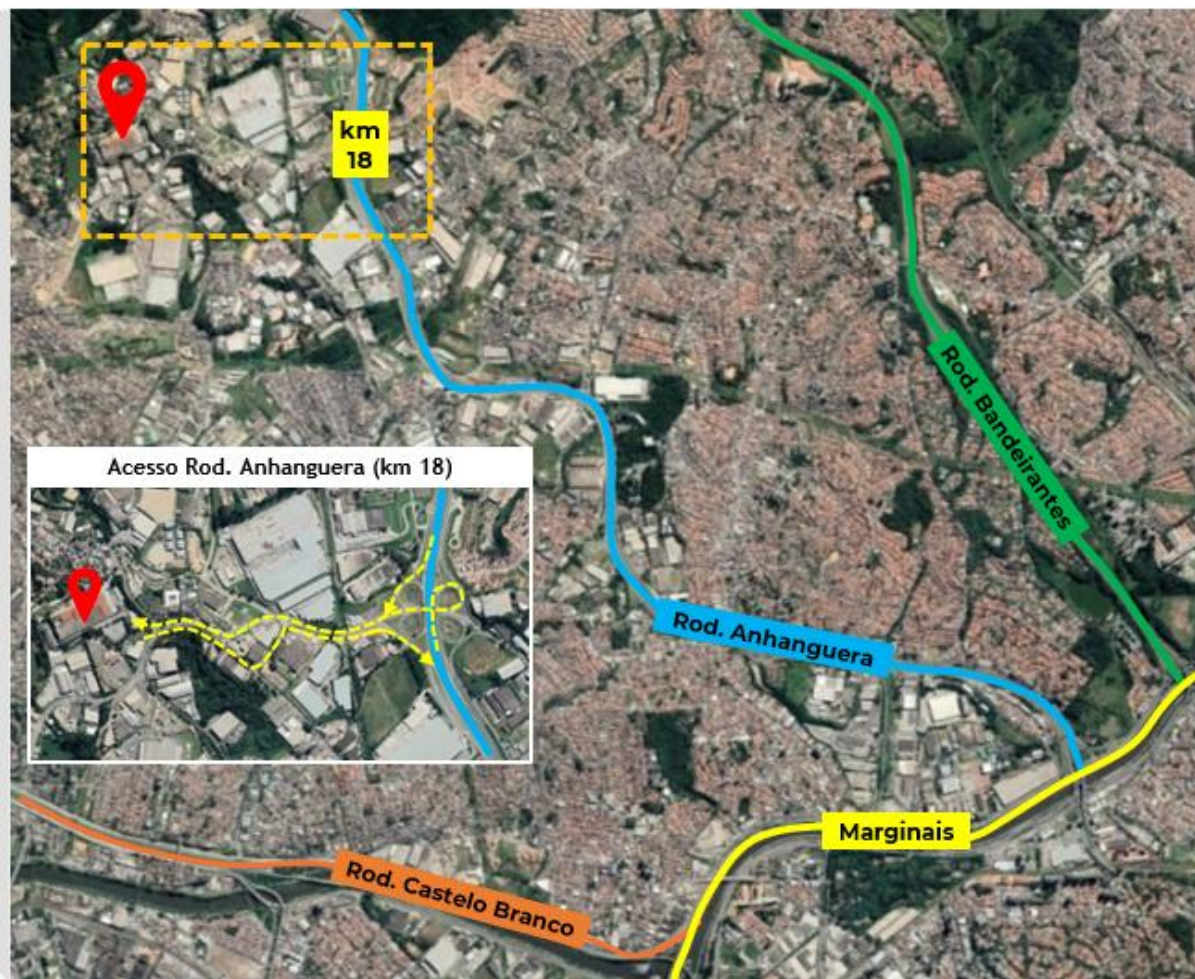 km
18
Rod. Bandeirantes
Acesso Rod. Anhanguera (km 18)
Rod. Anhanguera
Marginais
Rod. Castelo Branco